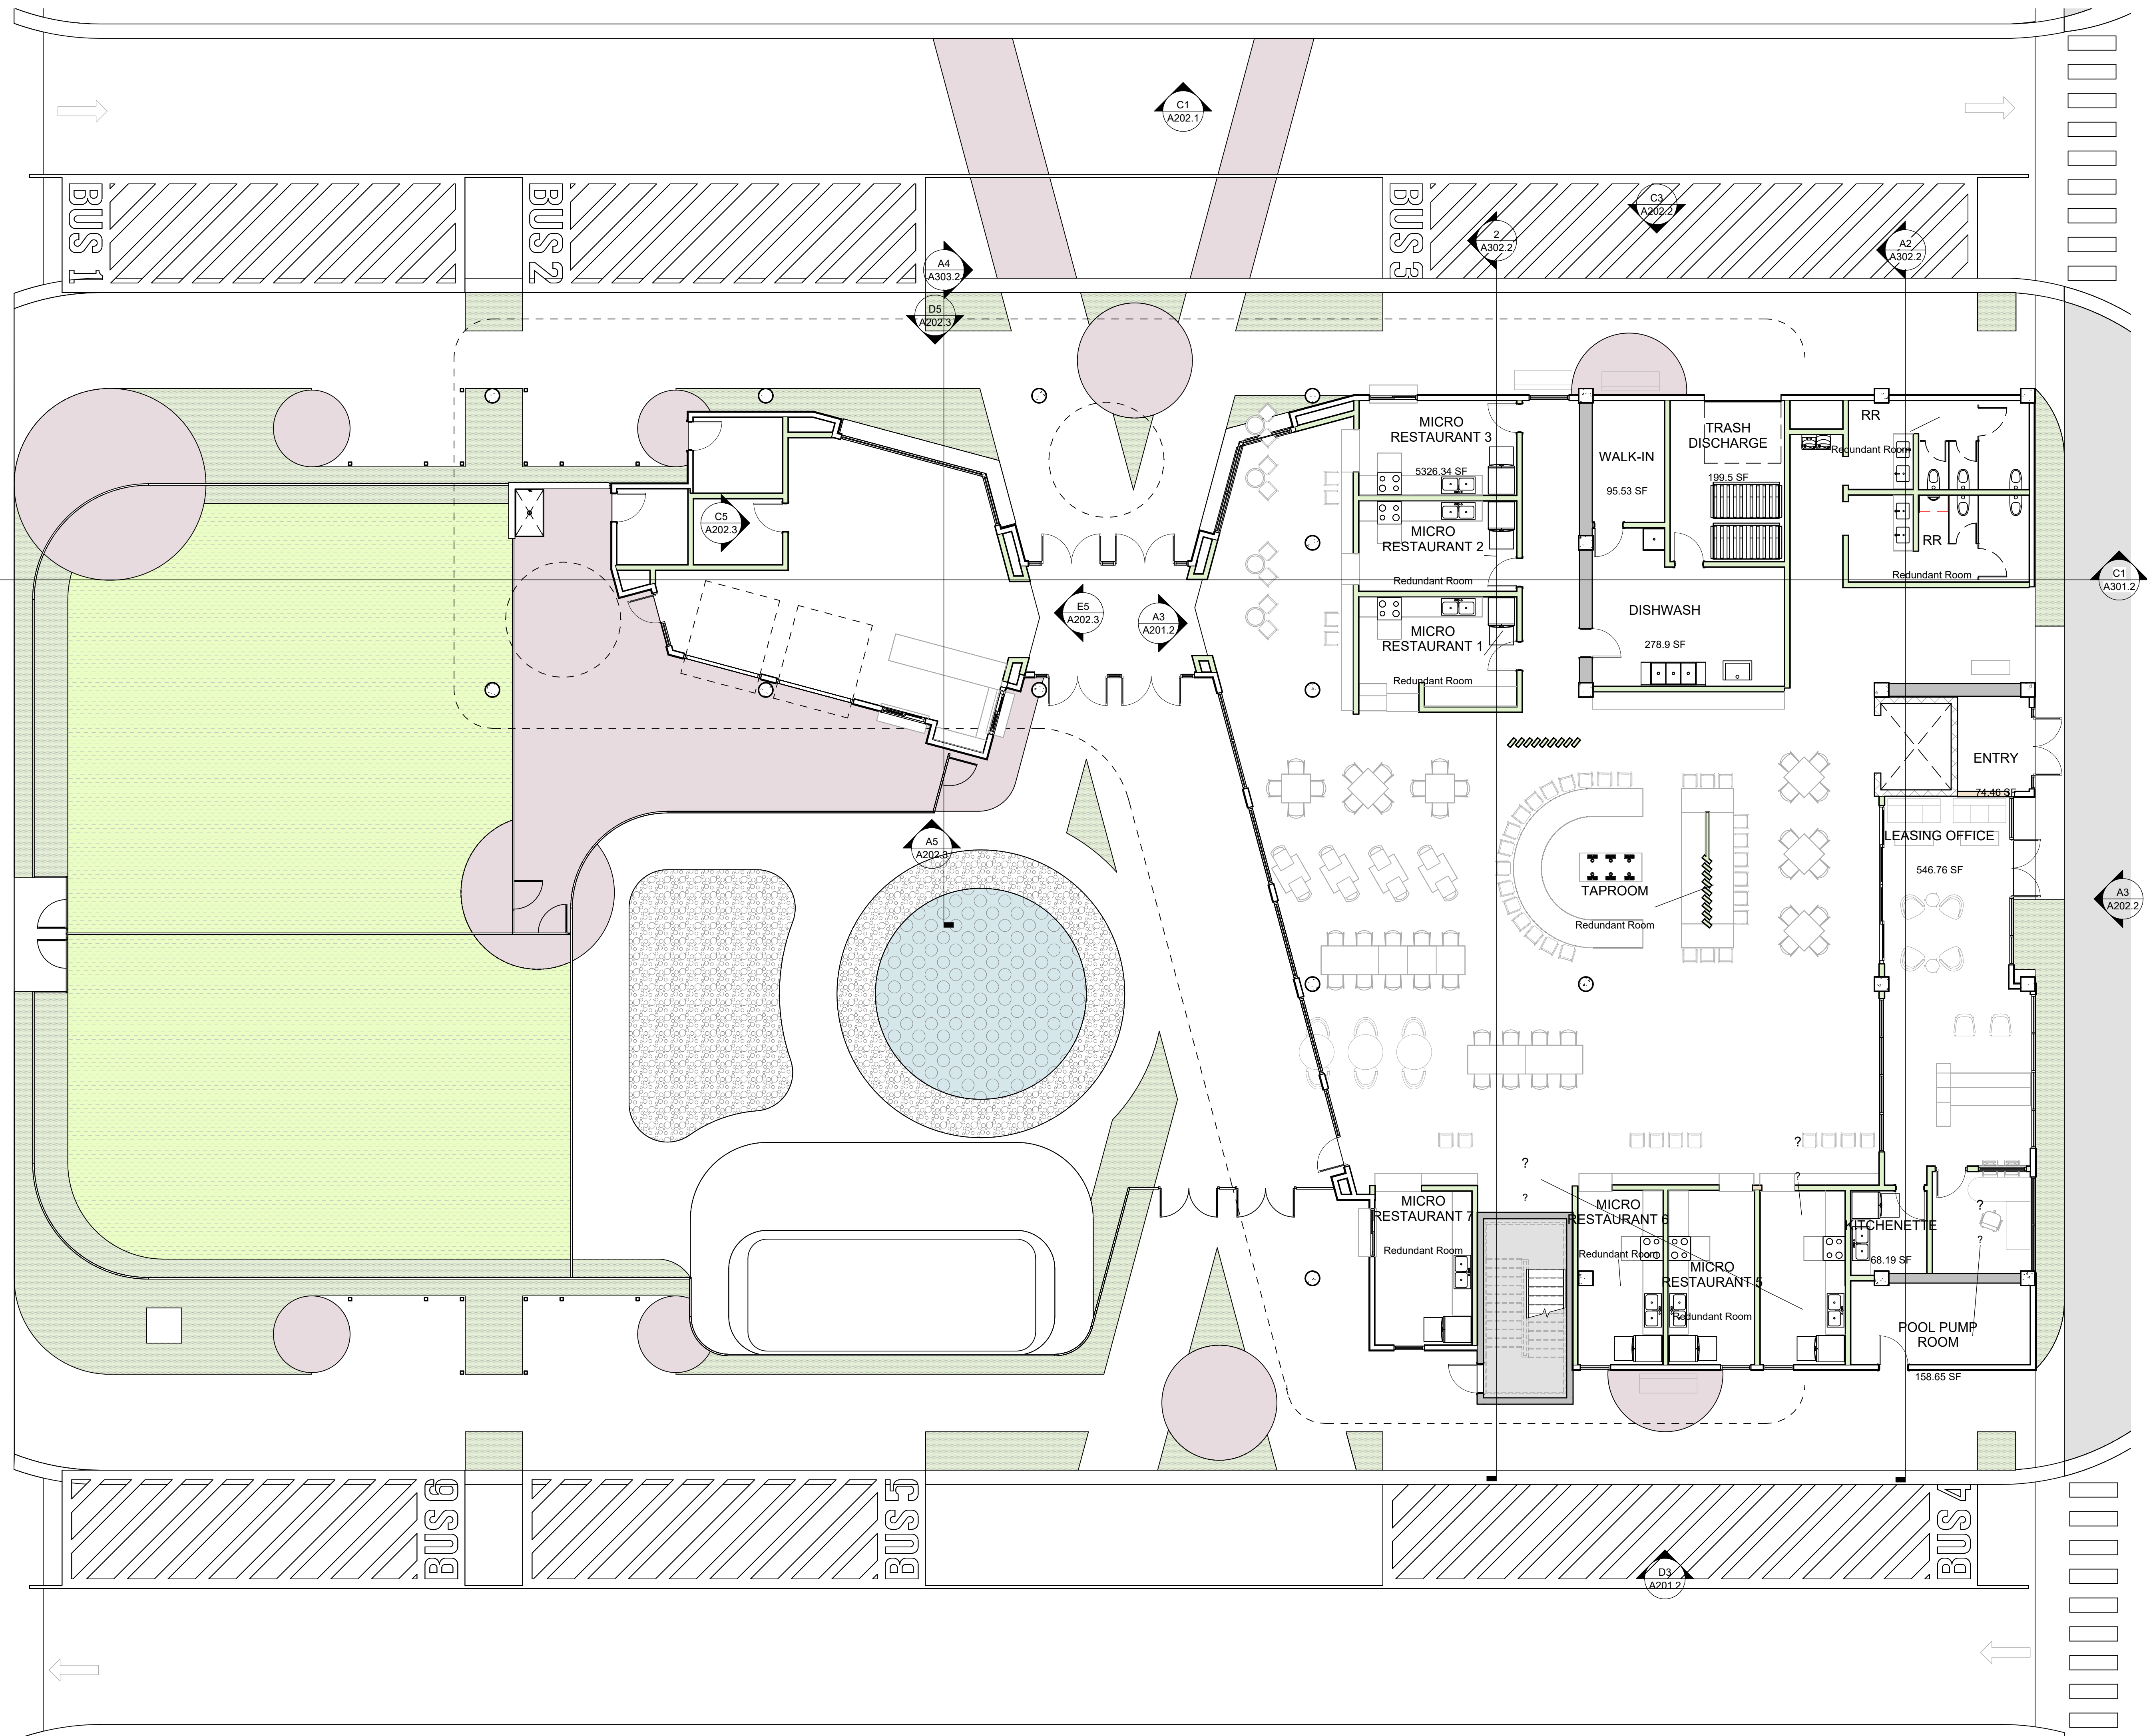 C1
A202.1
BUS 1
BUS 2
BUS 3
C3
A202.2
2
A302.2
A2
A302.2
A4
A303.2
D5
A202.3
MICRO
RESTAURANT 3
5326.34 SF
WALK-IN
95.53 SF
TRASH
DISCHARGE
199.5 SF
RR
Redundant Room
C5
A202.3
MICRO
RESTAURANT 2
Redundant Room
RR
Redundant Room
C1
A301.2
E5
A202.3
A3
A201.2
MICRO
RESTAURANT 1
Redundant Room
DISHWASH
278.9 SF
ENTRY
74.46 SF
A5
A202.3
LEASING OFFICE
546.76 SF
TAPROOM
Redundant Room
A3
A202.2
?
?
?
?
MICRO
RESTAURANT 7
Redundant Room
MICRO
RESTAURANT 6
Redundant Room
MICRO
RESTAURANT 5
Redundant Room
KITCHENETTE
68.19 SF
?
?
POOL PUMP
ROOM
158.65 SF
BUS 6
BUS 5
BUS 4
D3
A201.2